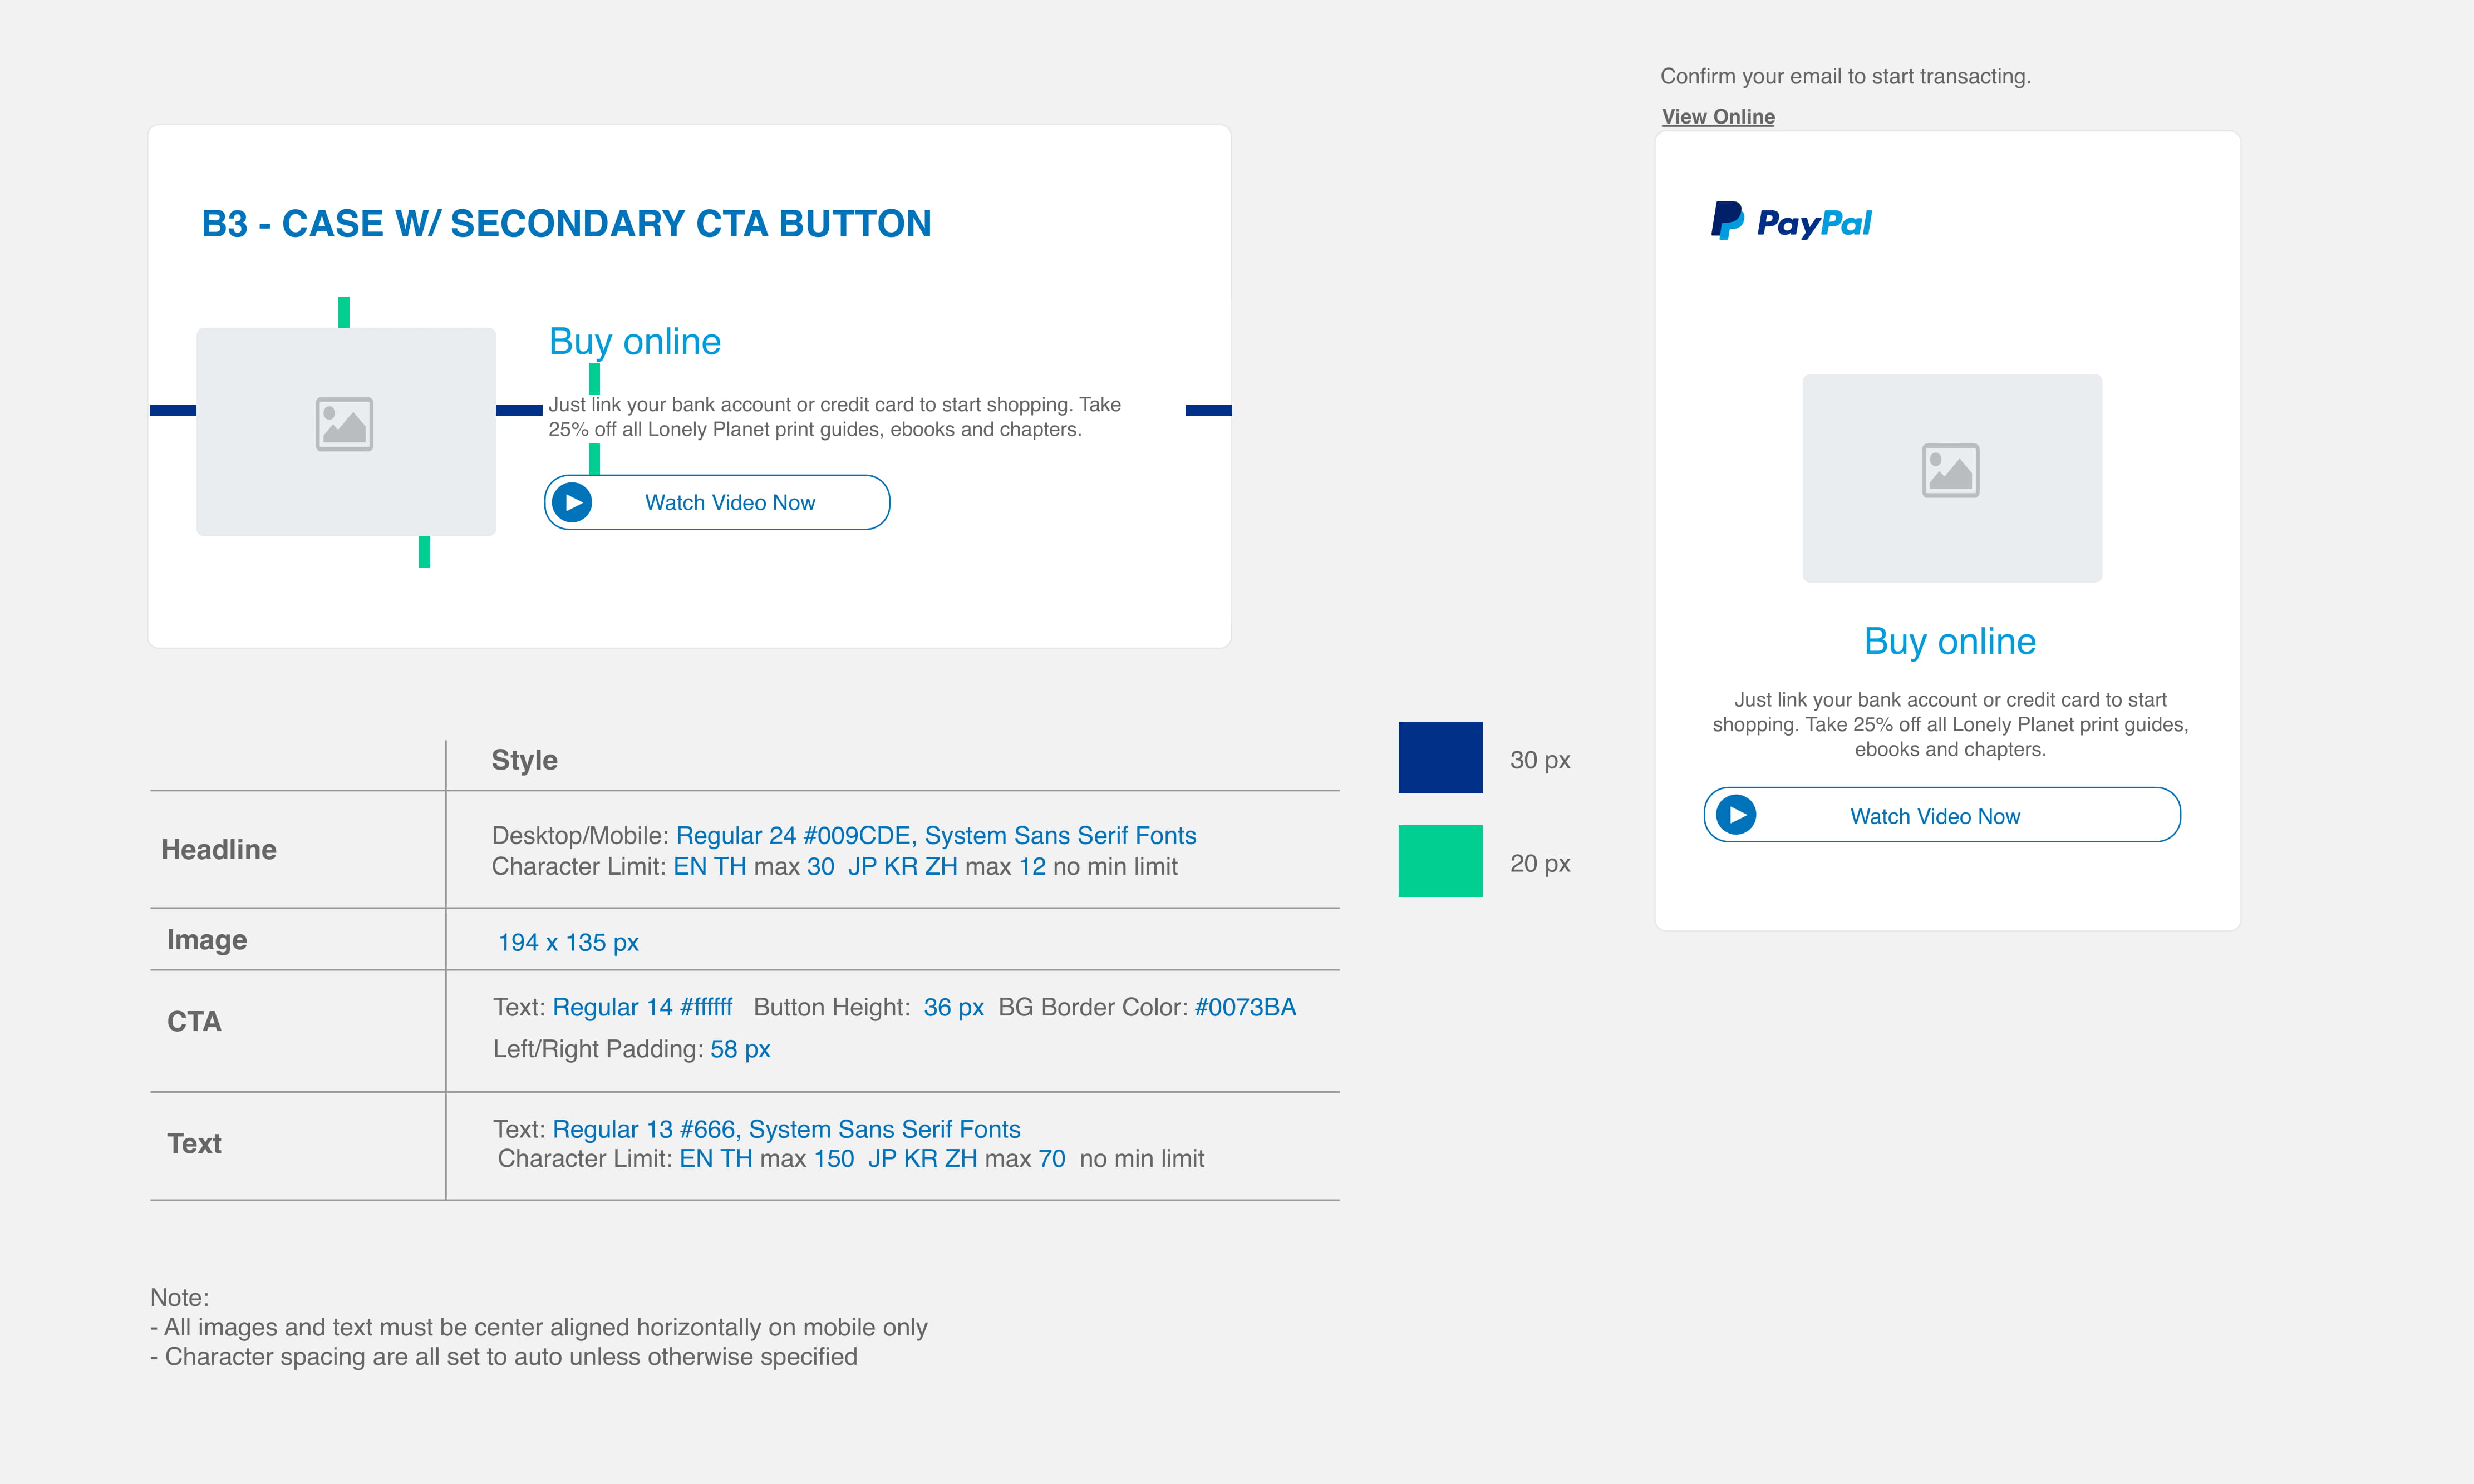 B3 - CASE W/ SECONDARY CTA BUTTON
Buy online
Just link your bank account or credit card to start shopping. Take
25% off all Lonely Planet print guides, ebooks and chapters.
Watch Video Now
Confirm your email to start transacting.
View Online
PayPal
Buy online
Just link your bank account or credit card to start
shopping. Take 25% off all Lonely Planet print guides,
ebooks and chapters.
Watch Video Now
Style
Headline
Desktop/Mobile: Regular 24 #009CDE, System Sans Serif Fonts
Character Limit: EN TH max 30  JP KR ZH max 12 no min limit
Image
194 x 135 px
CTA
Text: Regular 14 #ffffff   Button Height:  36 px  BG Border Color: #0073BA
Left/Right Padding: 58 px
Text
Text: Regular 13 #666, System Sans Serif Fonts
Character Limit: EN TH max 150  JP KR ZH max 70  no min limit
30 px
20 px
Note:
- All images and text must be center aligned horizontally on mobile only
- Character spacing are all set to auto unless otherwise specified